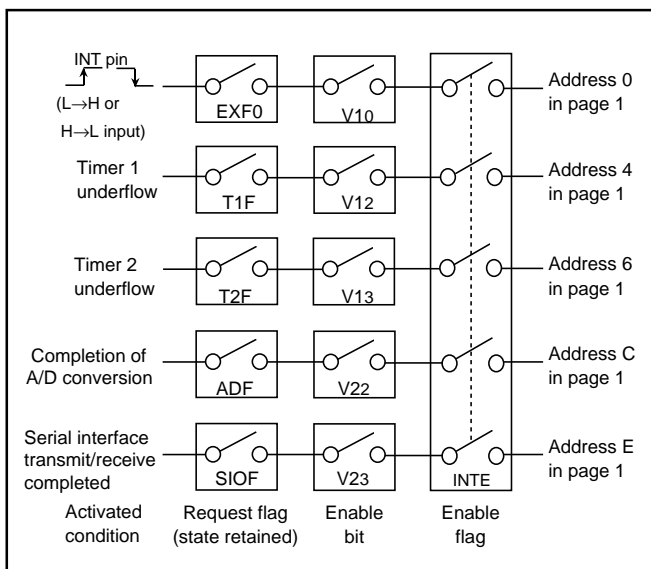 INT pin
(L→H or
H→L input)
EXF0
V10
Address 0
in page 1
Timer 1
underflow
T1F
V12
Address 4
in page 1
Timer 2
underflow
T2F
V13
Address 6
in page 1
Completion of
A/D conversion
ADF
V22
Address C
in page 1
Serial interface
transmit/receive
completed
SIOF
V23
INTE
Address E
in page 1
Activated
condition
Request flag
(state retained)
Enable
bit
Enable
flag